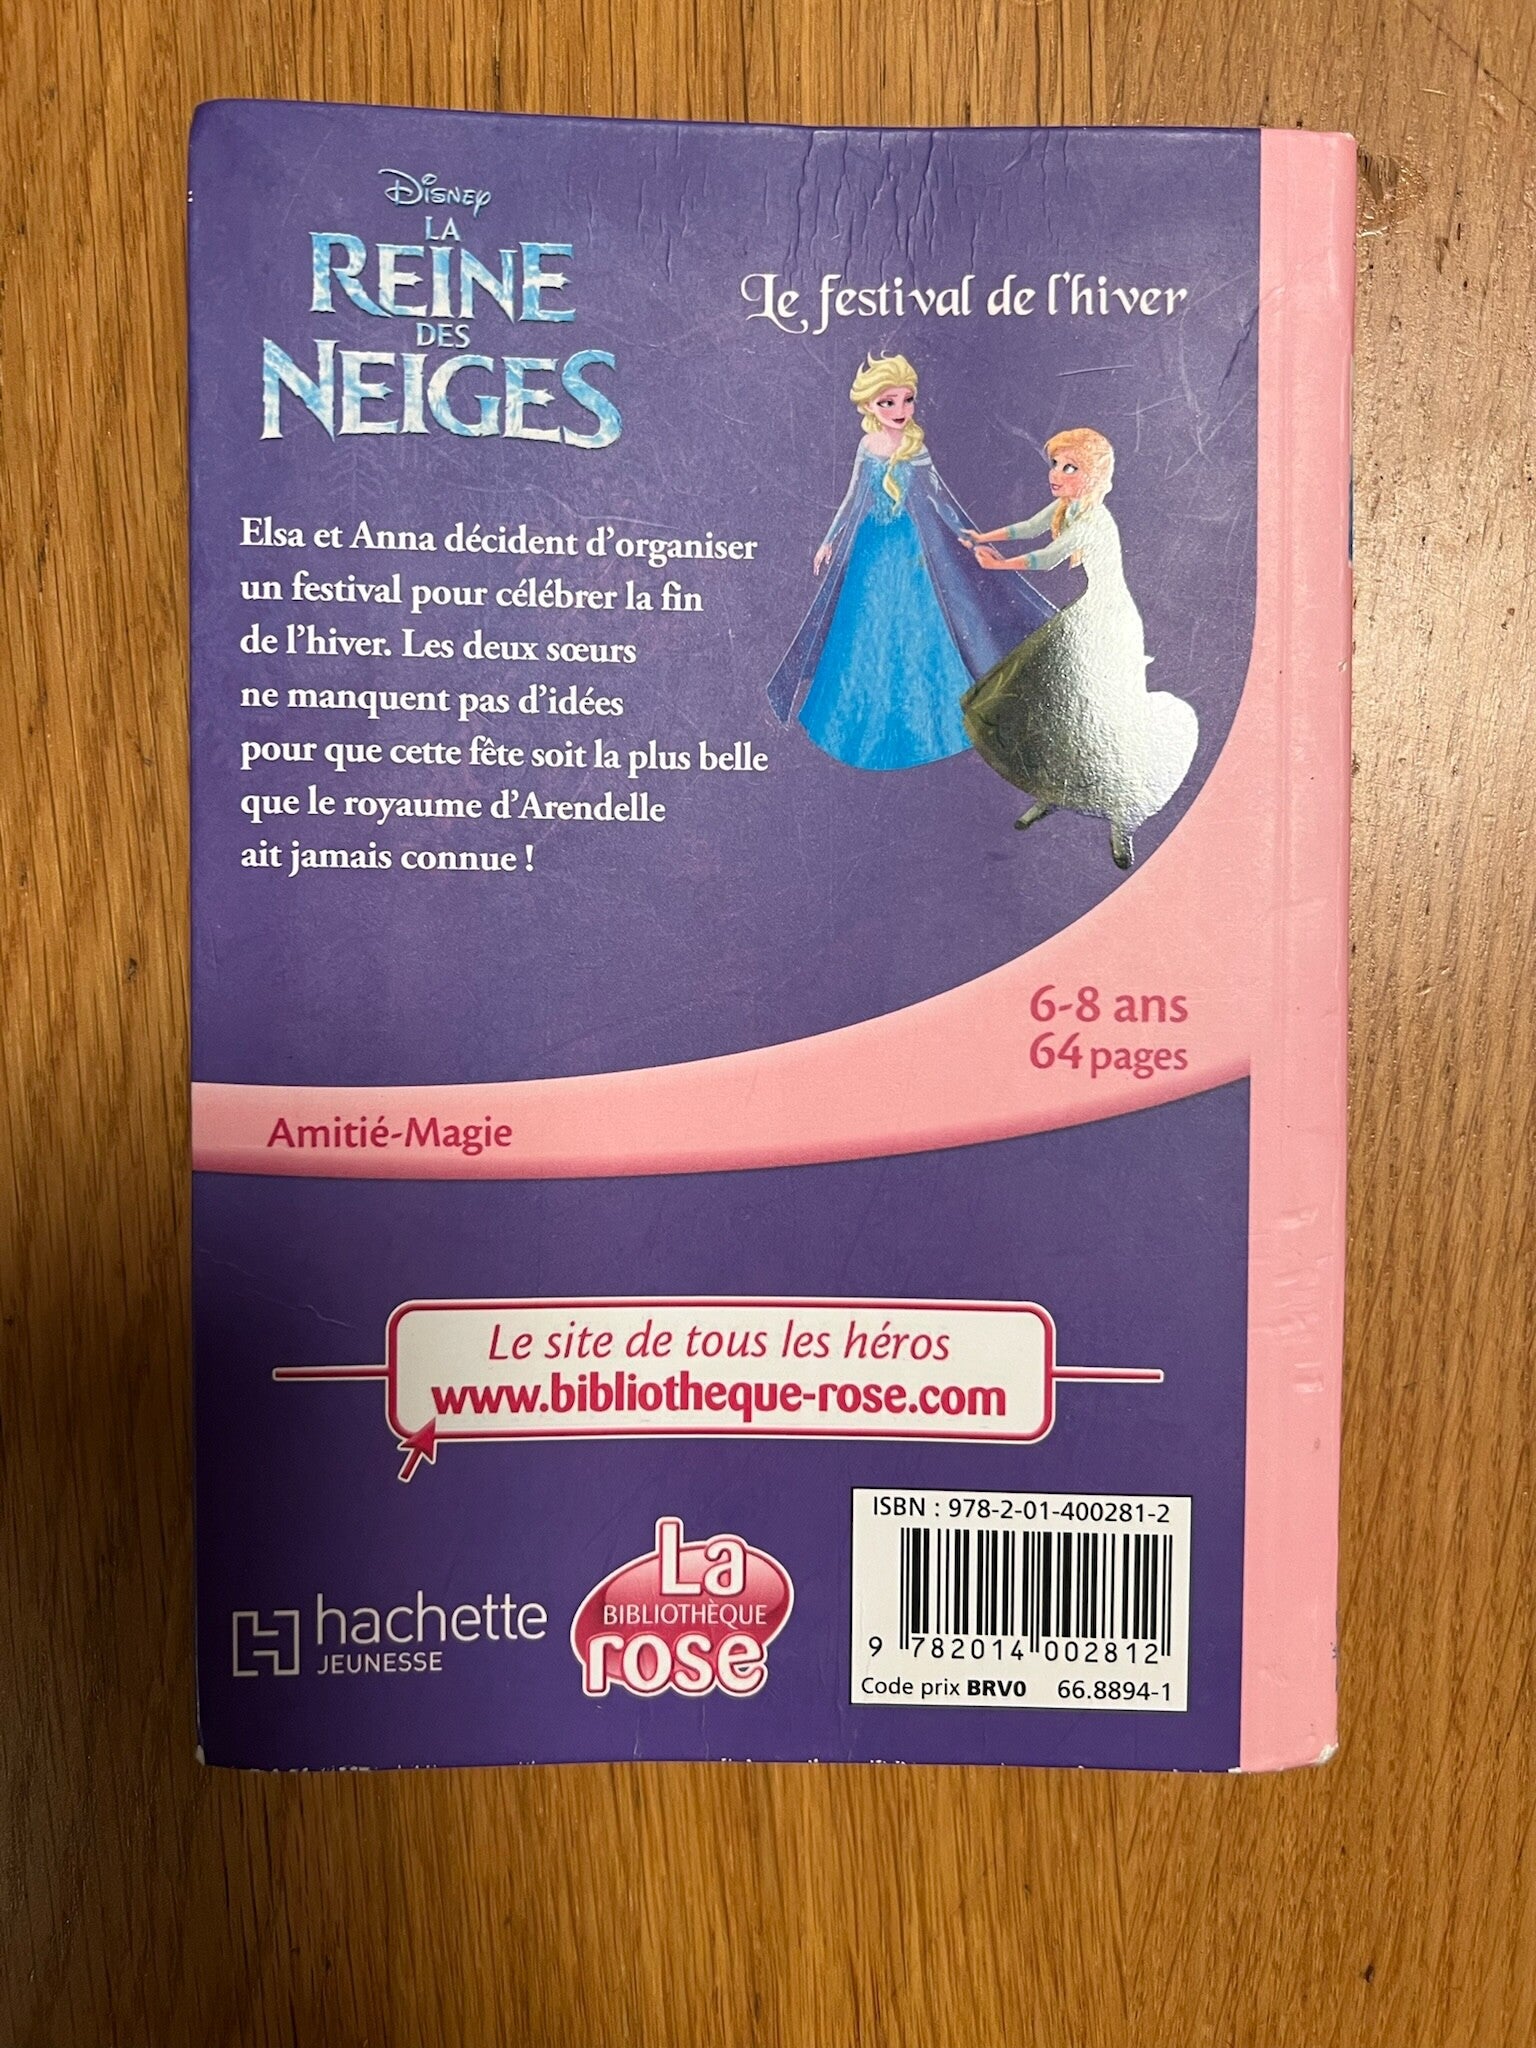 Disney
LA
REINE
DES
NEIGES
Le festival de l'hiver
Elsa et Anna décident d'organiser
un festival pour célébrer la fin
de l'hiver. Les deux sœurs
ne manquent pas d'idées
pour que cette fête soit la plus belle
que le royaume d'Arendelle
ait jamais connue !
6-8 ans
64 pages
Amitié-Magie
Le site de tous les héros
www.bibliotheque-rose.com
hachette
JEUNESSE
La
BIBLIOTHÈQUE
rose
ISBN : 978-2-01-400281-2
9 782014 002812
Code prix BRV0 66.8894-1